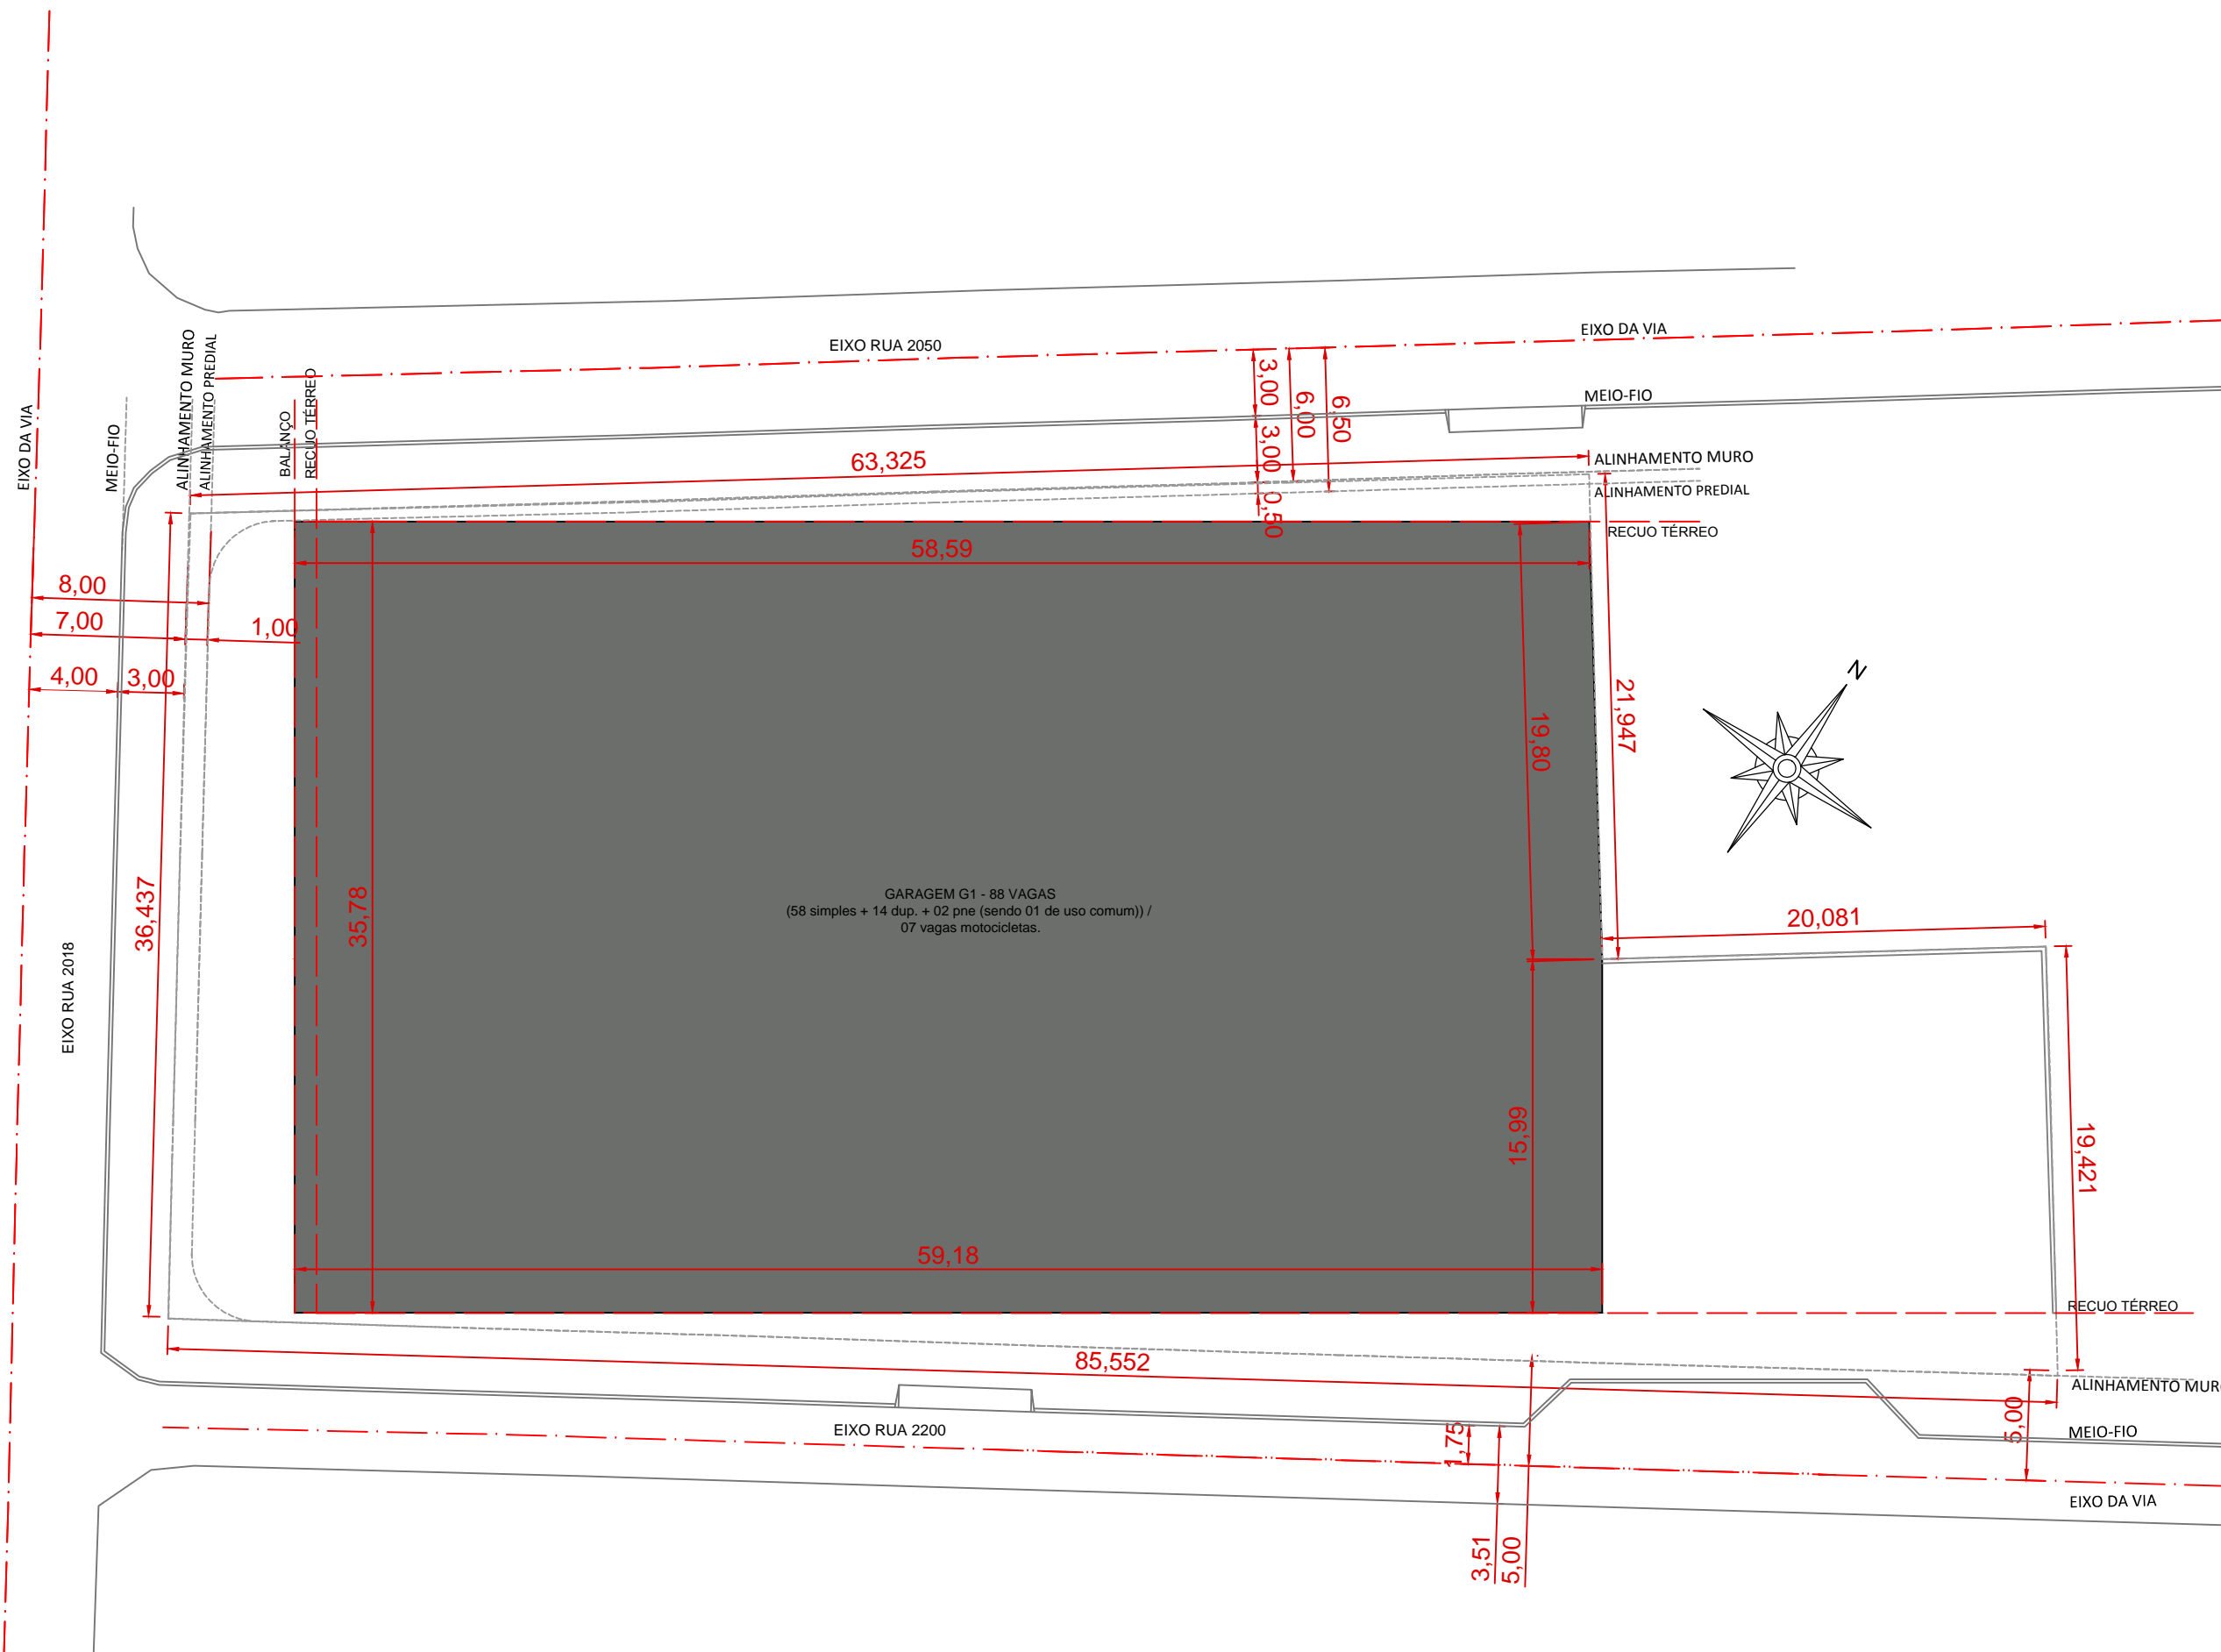 EIXO DA VIA
MEIO-FIO
ALINHAMENTO MURO
ALINHAMENTO PREDIAL
BALANÇO
RECUO TÉRREO
EIXO RUA 2050
EIXO DA VIA
3,00
6,00
6,50
MEIO-FIO
63,325
3,00
0,50
ALINHAMENTO MURO
ALINHAMENTO PREDIAL
RECUO TÉRREO
58,59
8,00
7,00
1,00
4,00
3,00
N
19,80
21,947
36,437
35,78
GARAGEM G1 - 88 VAGAS
(58 simples + 14 dup. + 02 pne (sendo 01 de uso comum)) /
07 vagas motocicletas.
20,081
EIXO RUA 2018
15,99
19,421
59,18
RECUO TÉRREO
85,552
ALINHAMENTO MUR
EIXO RUA 2200
1,75
5,00
MEIO-FIO
EIXO DA VIA
3,51
5,00